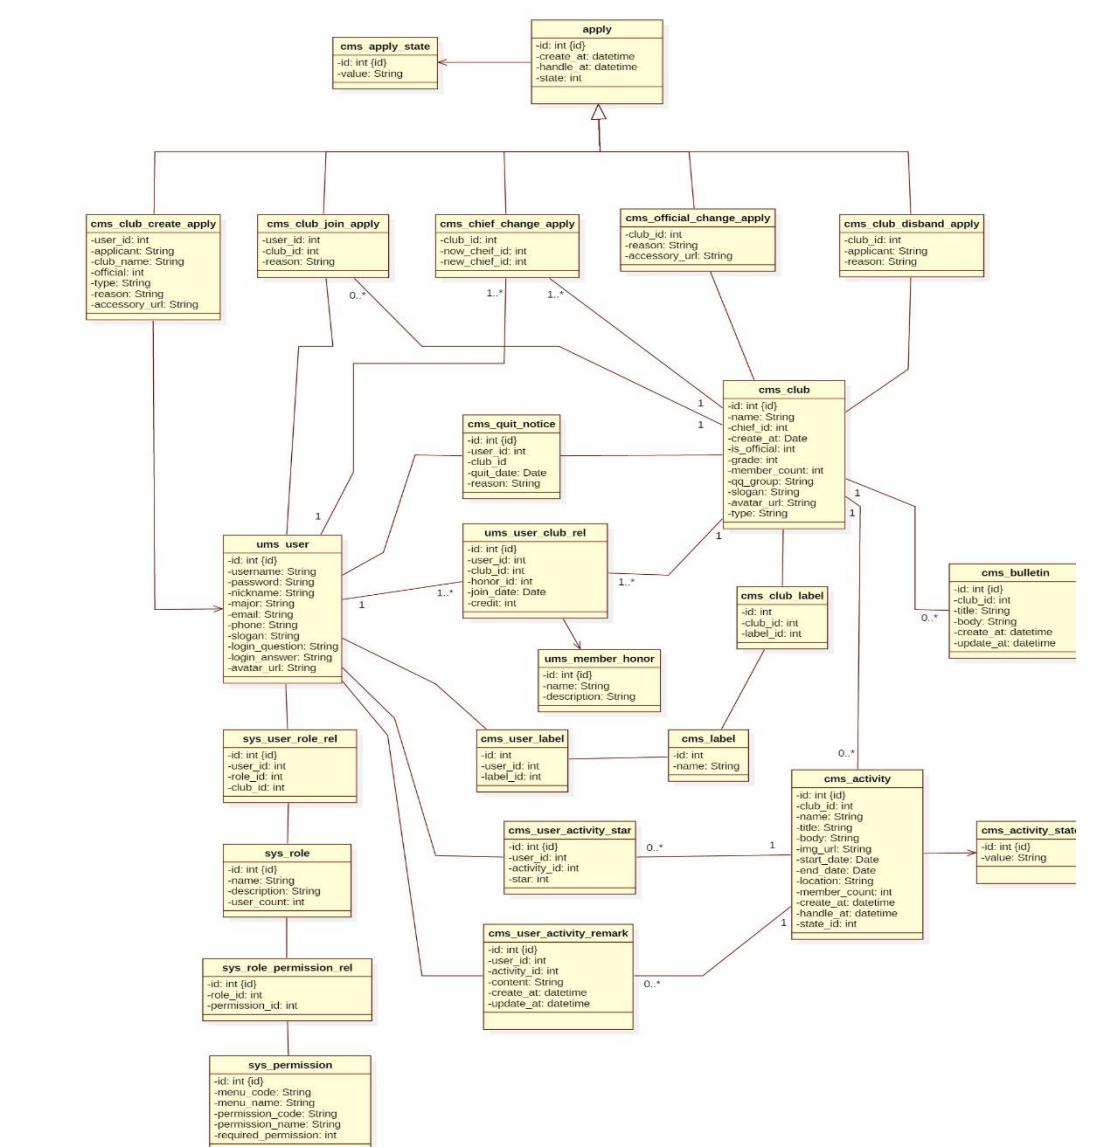 apply
-id: int {id}
-create_at: datetime
-handle_at: datetime
-state: int
cms_apply_state
-id: int {id}
-value: String
cms_club_create_apply
-user_id: int
-applicant: String
-club_name: String
-official: int
-type: String
-reason: String
-accessory_url: String
cms_club_join_apply
-user_id: int
-club_id: int
-reason: String
cms_chief_change_apply
-club_id: int
-now_cheif_id: int
-new_chief_id: int
cms_official_change_apply
-club_id: int
-reason: String
-accessory_url: String
cms_club_disband_apply
-club_id: int
-applicant: String
-reason: String
0..*
1..*
1..*
cms_club
-id: int {id}
-name: String
-chief_id: int
-create_at: Date
-is_official: int
-grade: int
-member_count: int
-qq_group: String
-slogan: String
-avatar_url: String
-type: String
1
1
1
1
1
cms_quit_notice
-id: int {id}
-user_id: int
-club_id
-quit_date: Date
-reason: String
1
ums_user
-id: int {id}
-username: String
-password: String
-nickname: String
-major: String
-email: String
-phone: String
-slogan: String
-login_question: String
-login_answer: String
-avatar_url: String
1
1..*
ums_user_club_rel
-id: int {id}
-user_id: int
-club_id: int
-honor_id: int
-join_date: Date
-credit: int
1..*
cms_club_label
-id: int
-club_id: int
-label_id: int
cms_bulletin
-id: int {id}
-club_id: int
-title: String
-body: String
-create_at: datetime
-update_at: datetime
0..*
ums_member_honor
-id: int {id}
-name: String
-description: String
sys_user_role_rel
-id: int {id}
-user_id: int
-role_id: int
-club_id: int
cms_user_label
-id: int
-user_id: int
-label_id: int
cms_label
-id: int
-name: String
0..*
cms_activity
-id: int {id}
-club_id: int
-name: String
-title: String
-body: String
-img_url: String
-start_date: Date
-end_date: Date
-location: String
-member_count: int
-create_at: datetime
-handle_at: datetime
-state_id: int
cms_activity_state
-id: int {id}
-value: String
cms_user_activity_star
-id: int {id}
-user_id: int
-activity_id: int
-star: int
0..*
1
sys_role
-id: int {id}
-name: String
-description: String
-user_count: int
cms_user_activity_remark
-id: int {id}
-user_id: int
-activity_id: int
-content: String
-create_at: datetime
-update_at: datetime
0..*
1
sys_role_permission_rel
-id: int {id}
-role_id: int
-permission_id: int
sys_permission
-id: int {id}
-menu_code: String
-menu_name: String
-permission_code: String
-permission_name: String
-required_permission: int